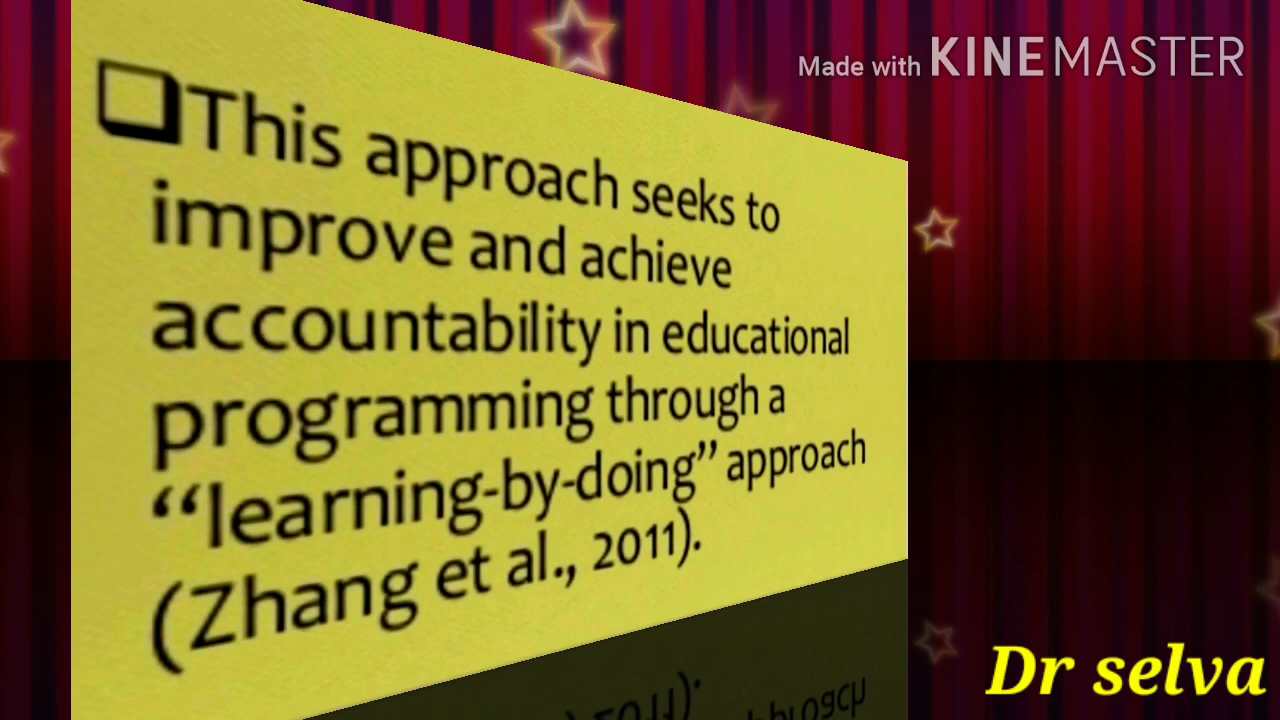 Made with KINEMASTER
❑This approach seeks to
improve and achieve
accountability in educational
programming through a
“learning-by-doing” approach
(Zhang et al., 2011).
Dr selva